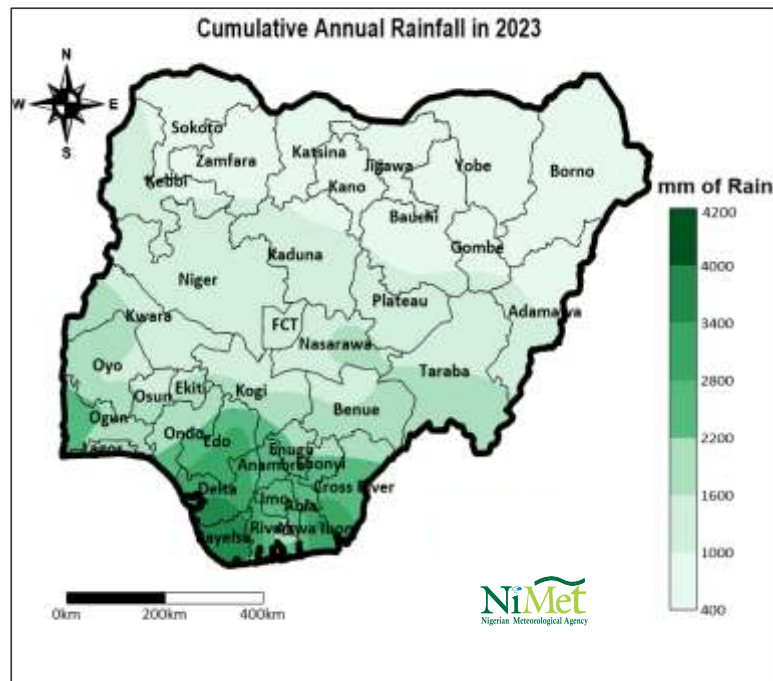 Cumulative Annual Rainfall in 2023
N
W E
S
Sokoto
Katsina
Zamfara
Jigawa
Yobe
Borno
Kebbi
Kano
mm of Rain
4200
Bauchi
Gombe
Kaduna
4000
Niger
Plateau
Adamawa
Kwara
FCT
3400
Nasarawa
Oyo
Taraba
2800
Ekiti
Kogi
Osun
Benue
Ogun
2200
Ondo
Edo
Lagos
Enugu
Anambra
Ebonyi
Delta
Cross River
1600
Imo
Abia
Bayelsa
Rivers
Akwa Ibom
1000
NiMet
Nigerian Meteorological Agency
400
0km 200km 400km